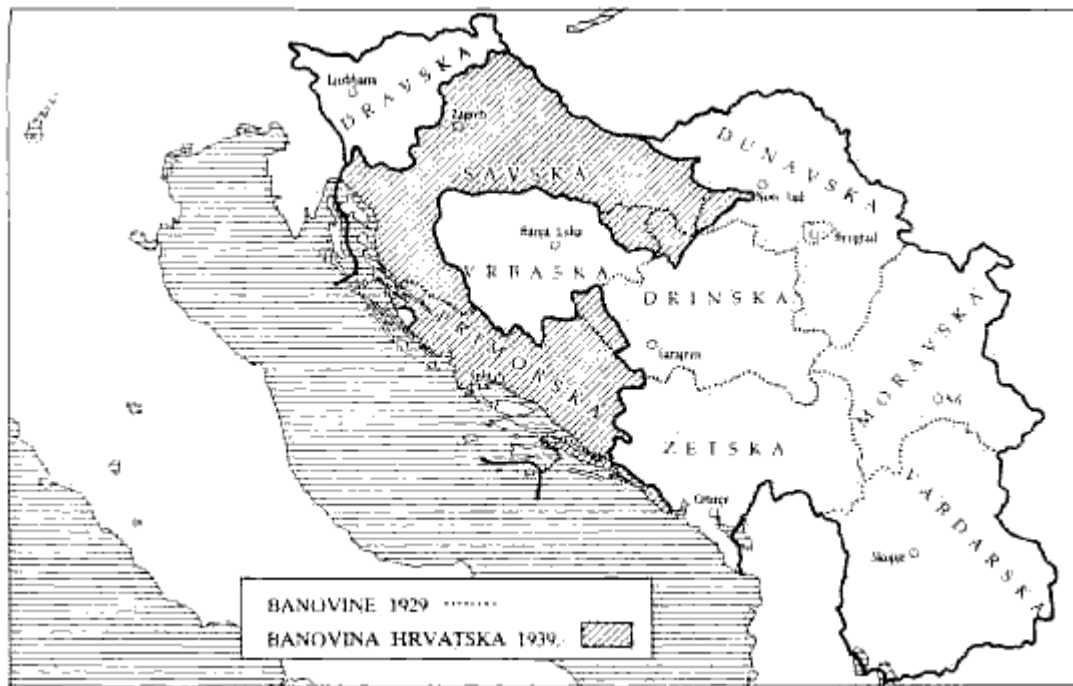 DRAVSKA
Zagreb
SAVSKA
DUNAVSKA
Novi Sad
Beograd
Banja Luka
VRBASKA
DRINSKA
Sarajevo
PRIMORSKA
MORAVSKA
Niš
ZETSKA
Cetinje
VARDARSKA
Skopje
BANOVINE 1929
BANOVINA HRVATSKA 1939.